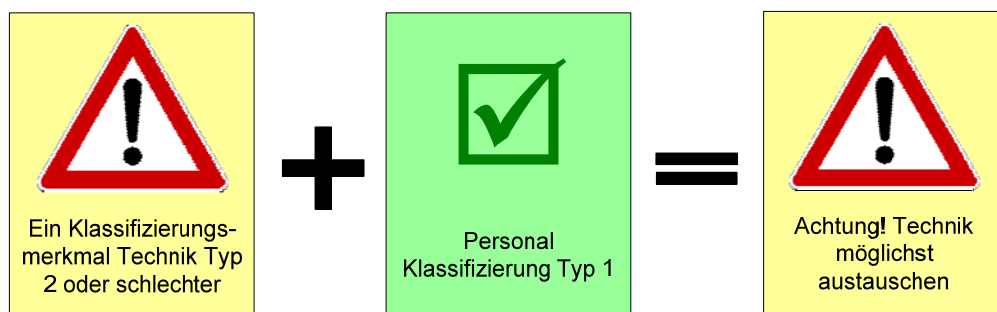 Ein Klassifizierungs-
merkmal Technik Typ
2 oder schlechter
+
Personal
Klassifizierung Typ 1
=
Achtung! Technik
möglichst
austauschen